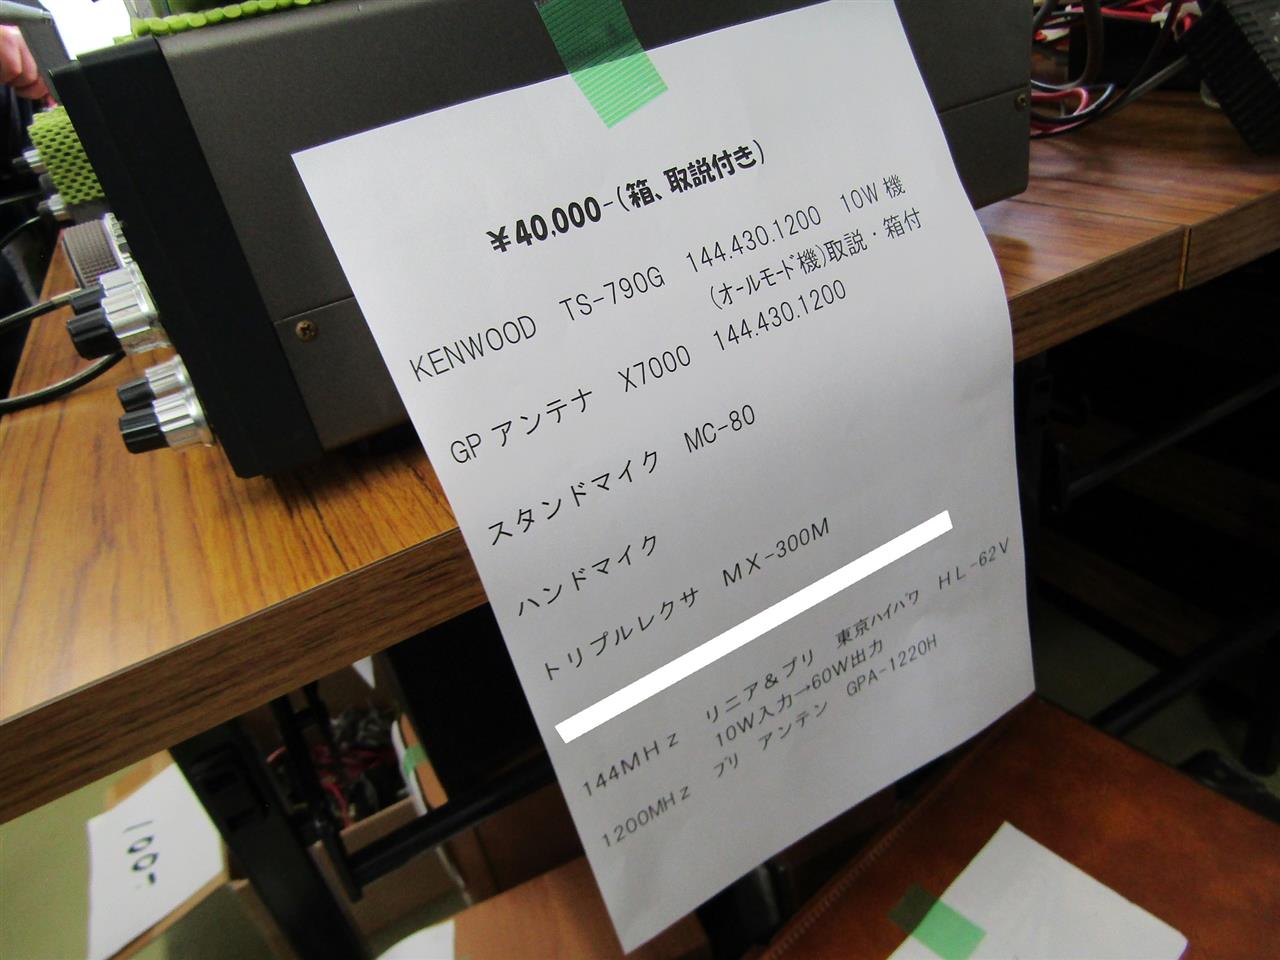 ￥40,000-(箱、取説付き)
KENWOOD TS-790G 144.430.1200 10W 機
(オールモード機)取説・箱付
GP アンテナ X7000 144.430.1200
スタンドマイク MC-80
ハンドマイク
トリプルレクサ MX-300M
144MHz リニア&プリ 東京ハイパワ HL-62V
10W入力→60W出力
1200MHz プリ アンテン GPA-1220H
100-